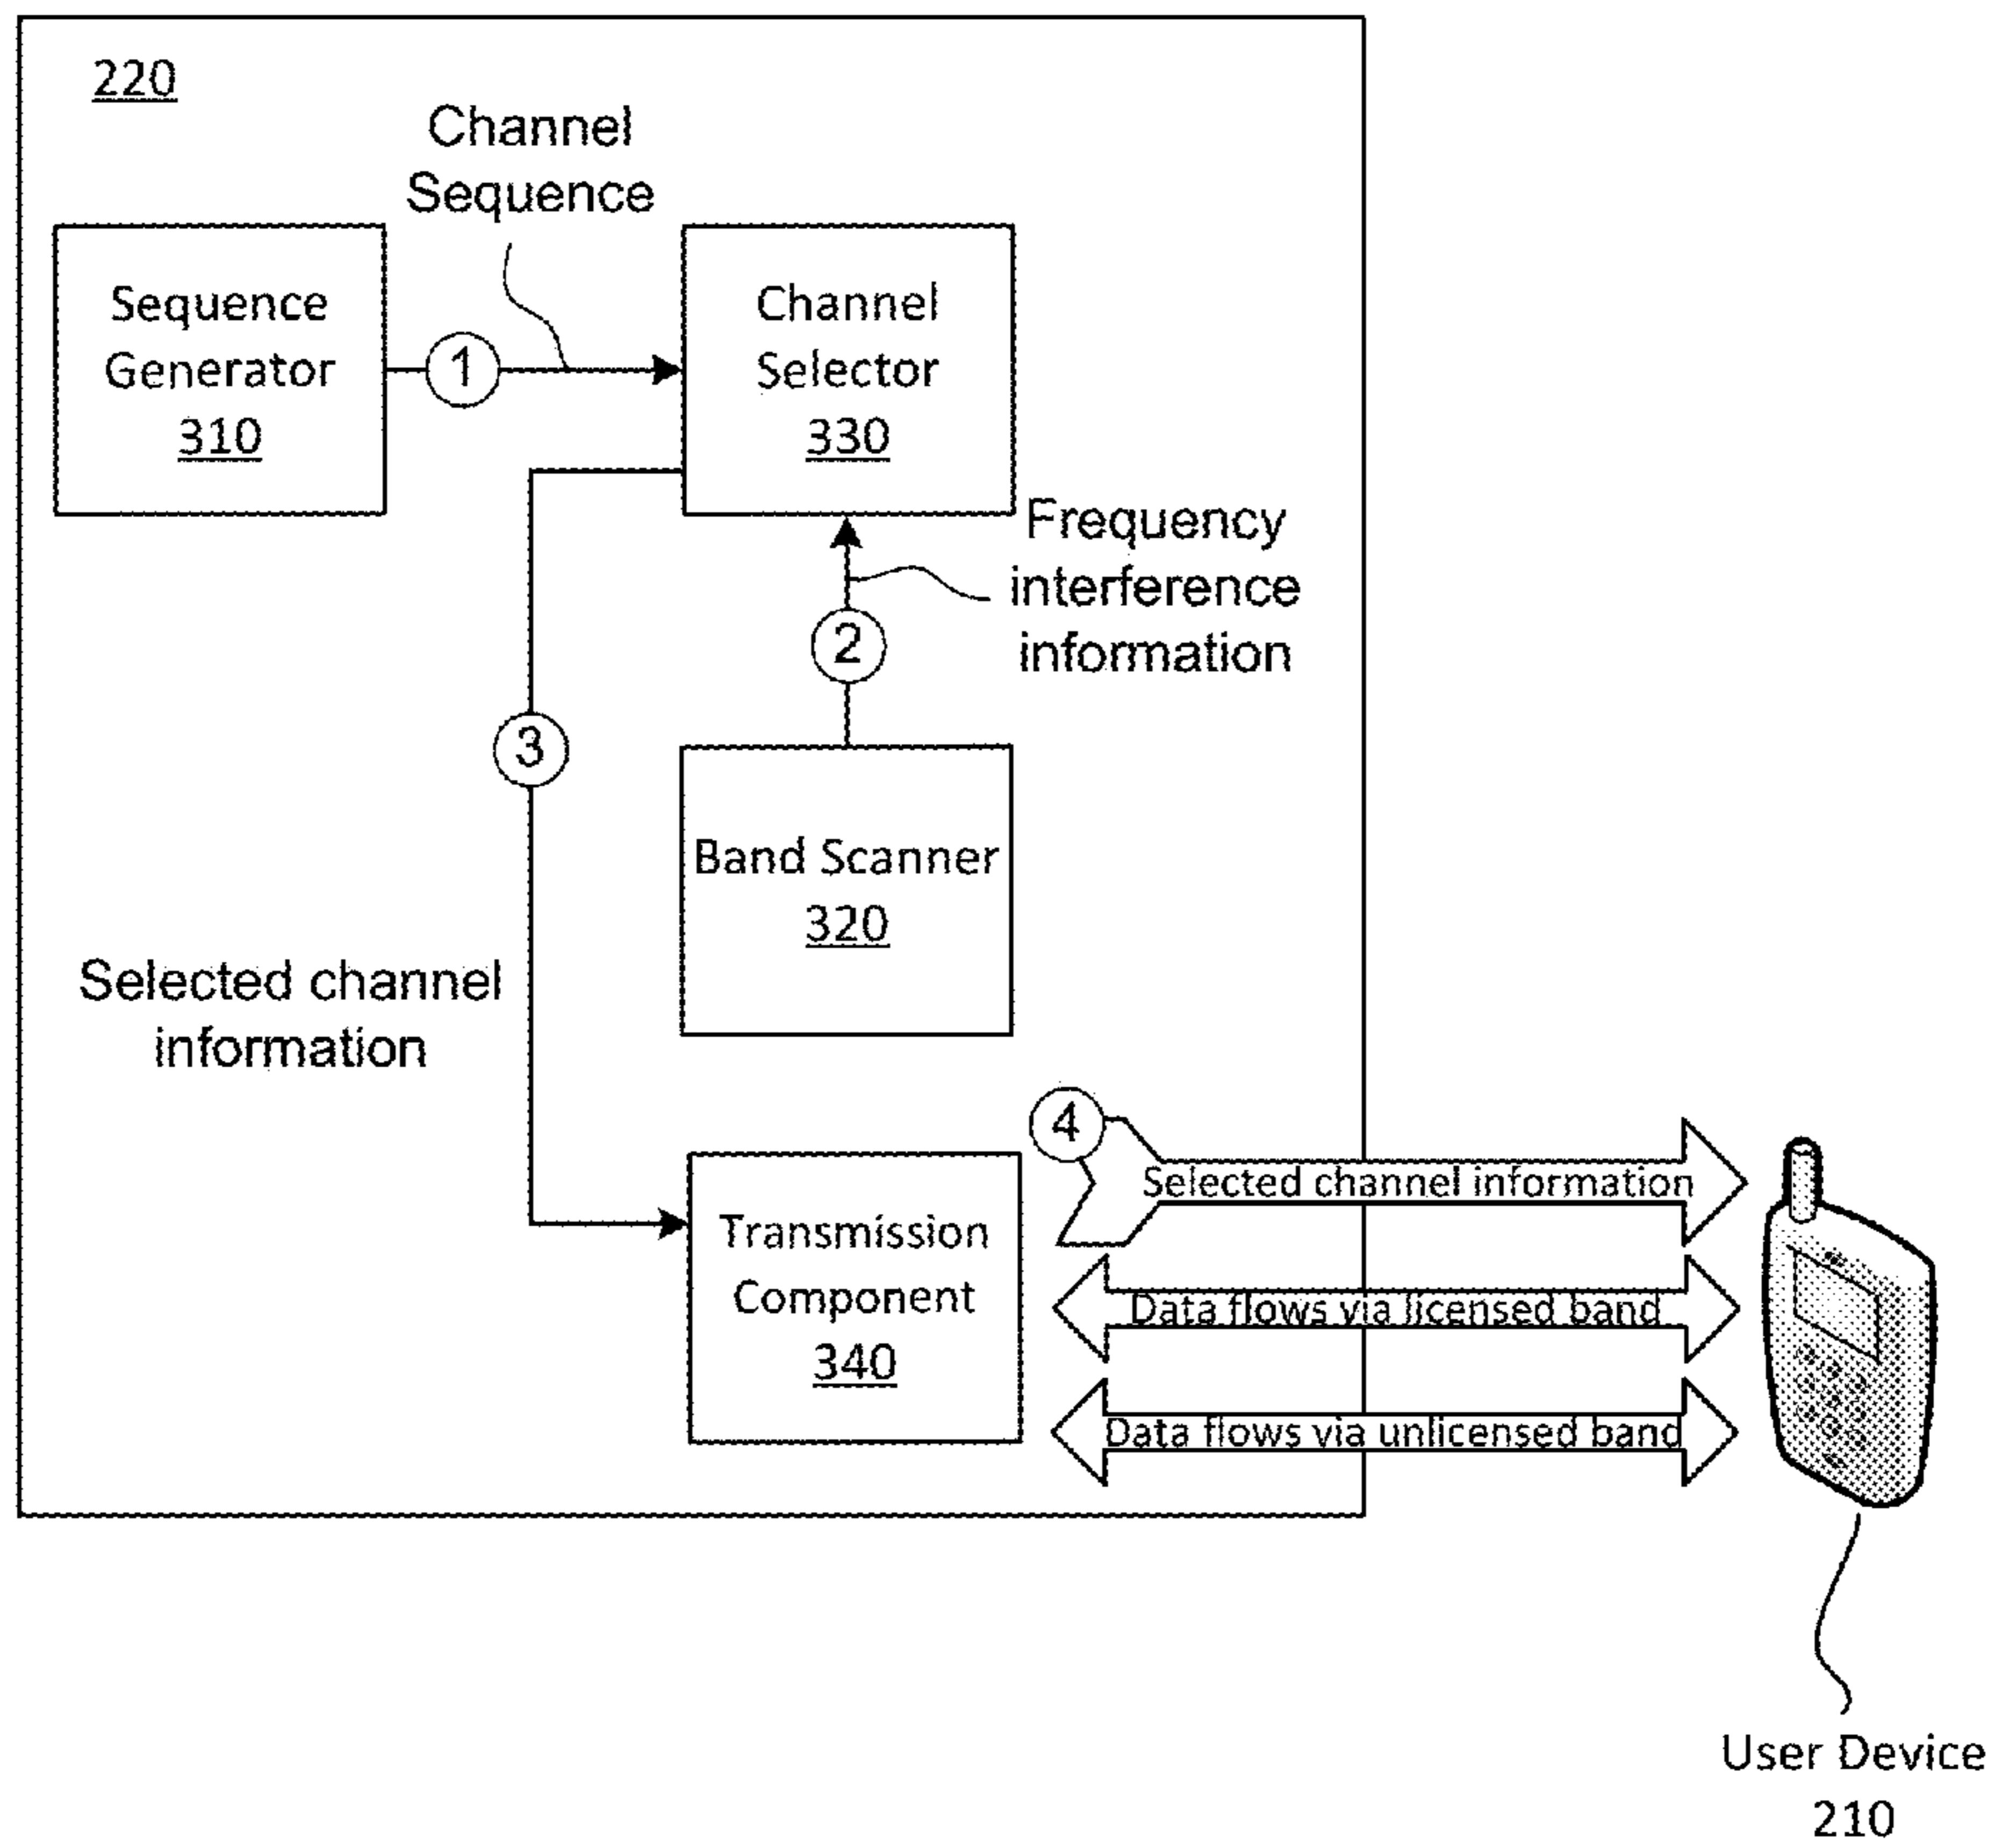 220
Channel
Sequence
Sequence
Generator
310
1
Channel
Selector
330
Frequency
interference
information
2
3
Band Scanner
320
Selected channel
information
4
Selected channel information
Transmission
Component
340
Data flows via licensed band
Data flows via unlicensed band
User Device
210